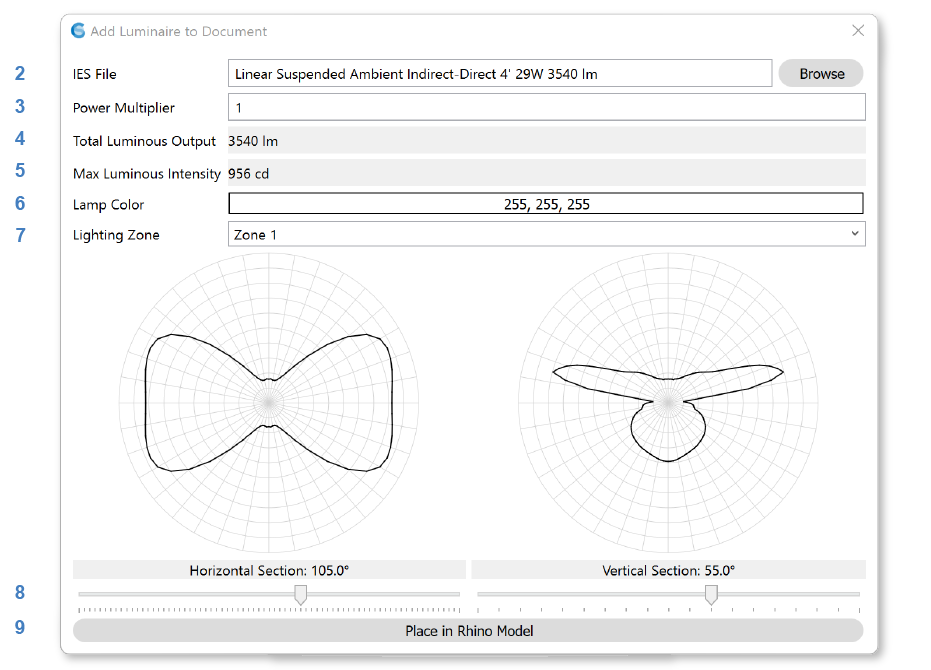 Add Luminaire to Document
2 IES File Linear Suspended Ambient Indirect-Direct 4' 29W 3540 lm Browse
3 Power Multiplier 1
4 Total Luminous Output 3540 lm
5 Max Luminous Intensity 956 cd
6 Lamp Color 255, 255, 255
7 Lighting Zone Zone 1
Horizontal Section: 105.0° Vertical Section: 55.0°
8
9 Place in Rhino Model